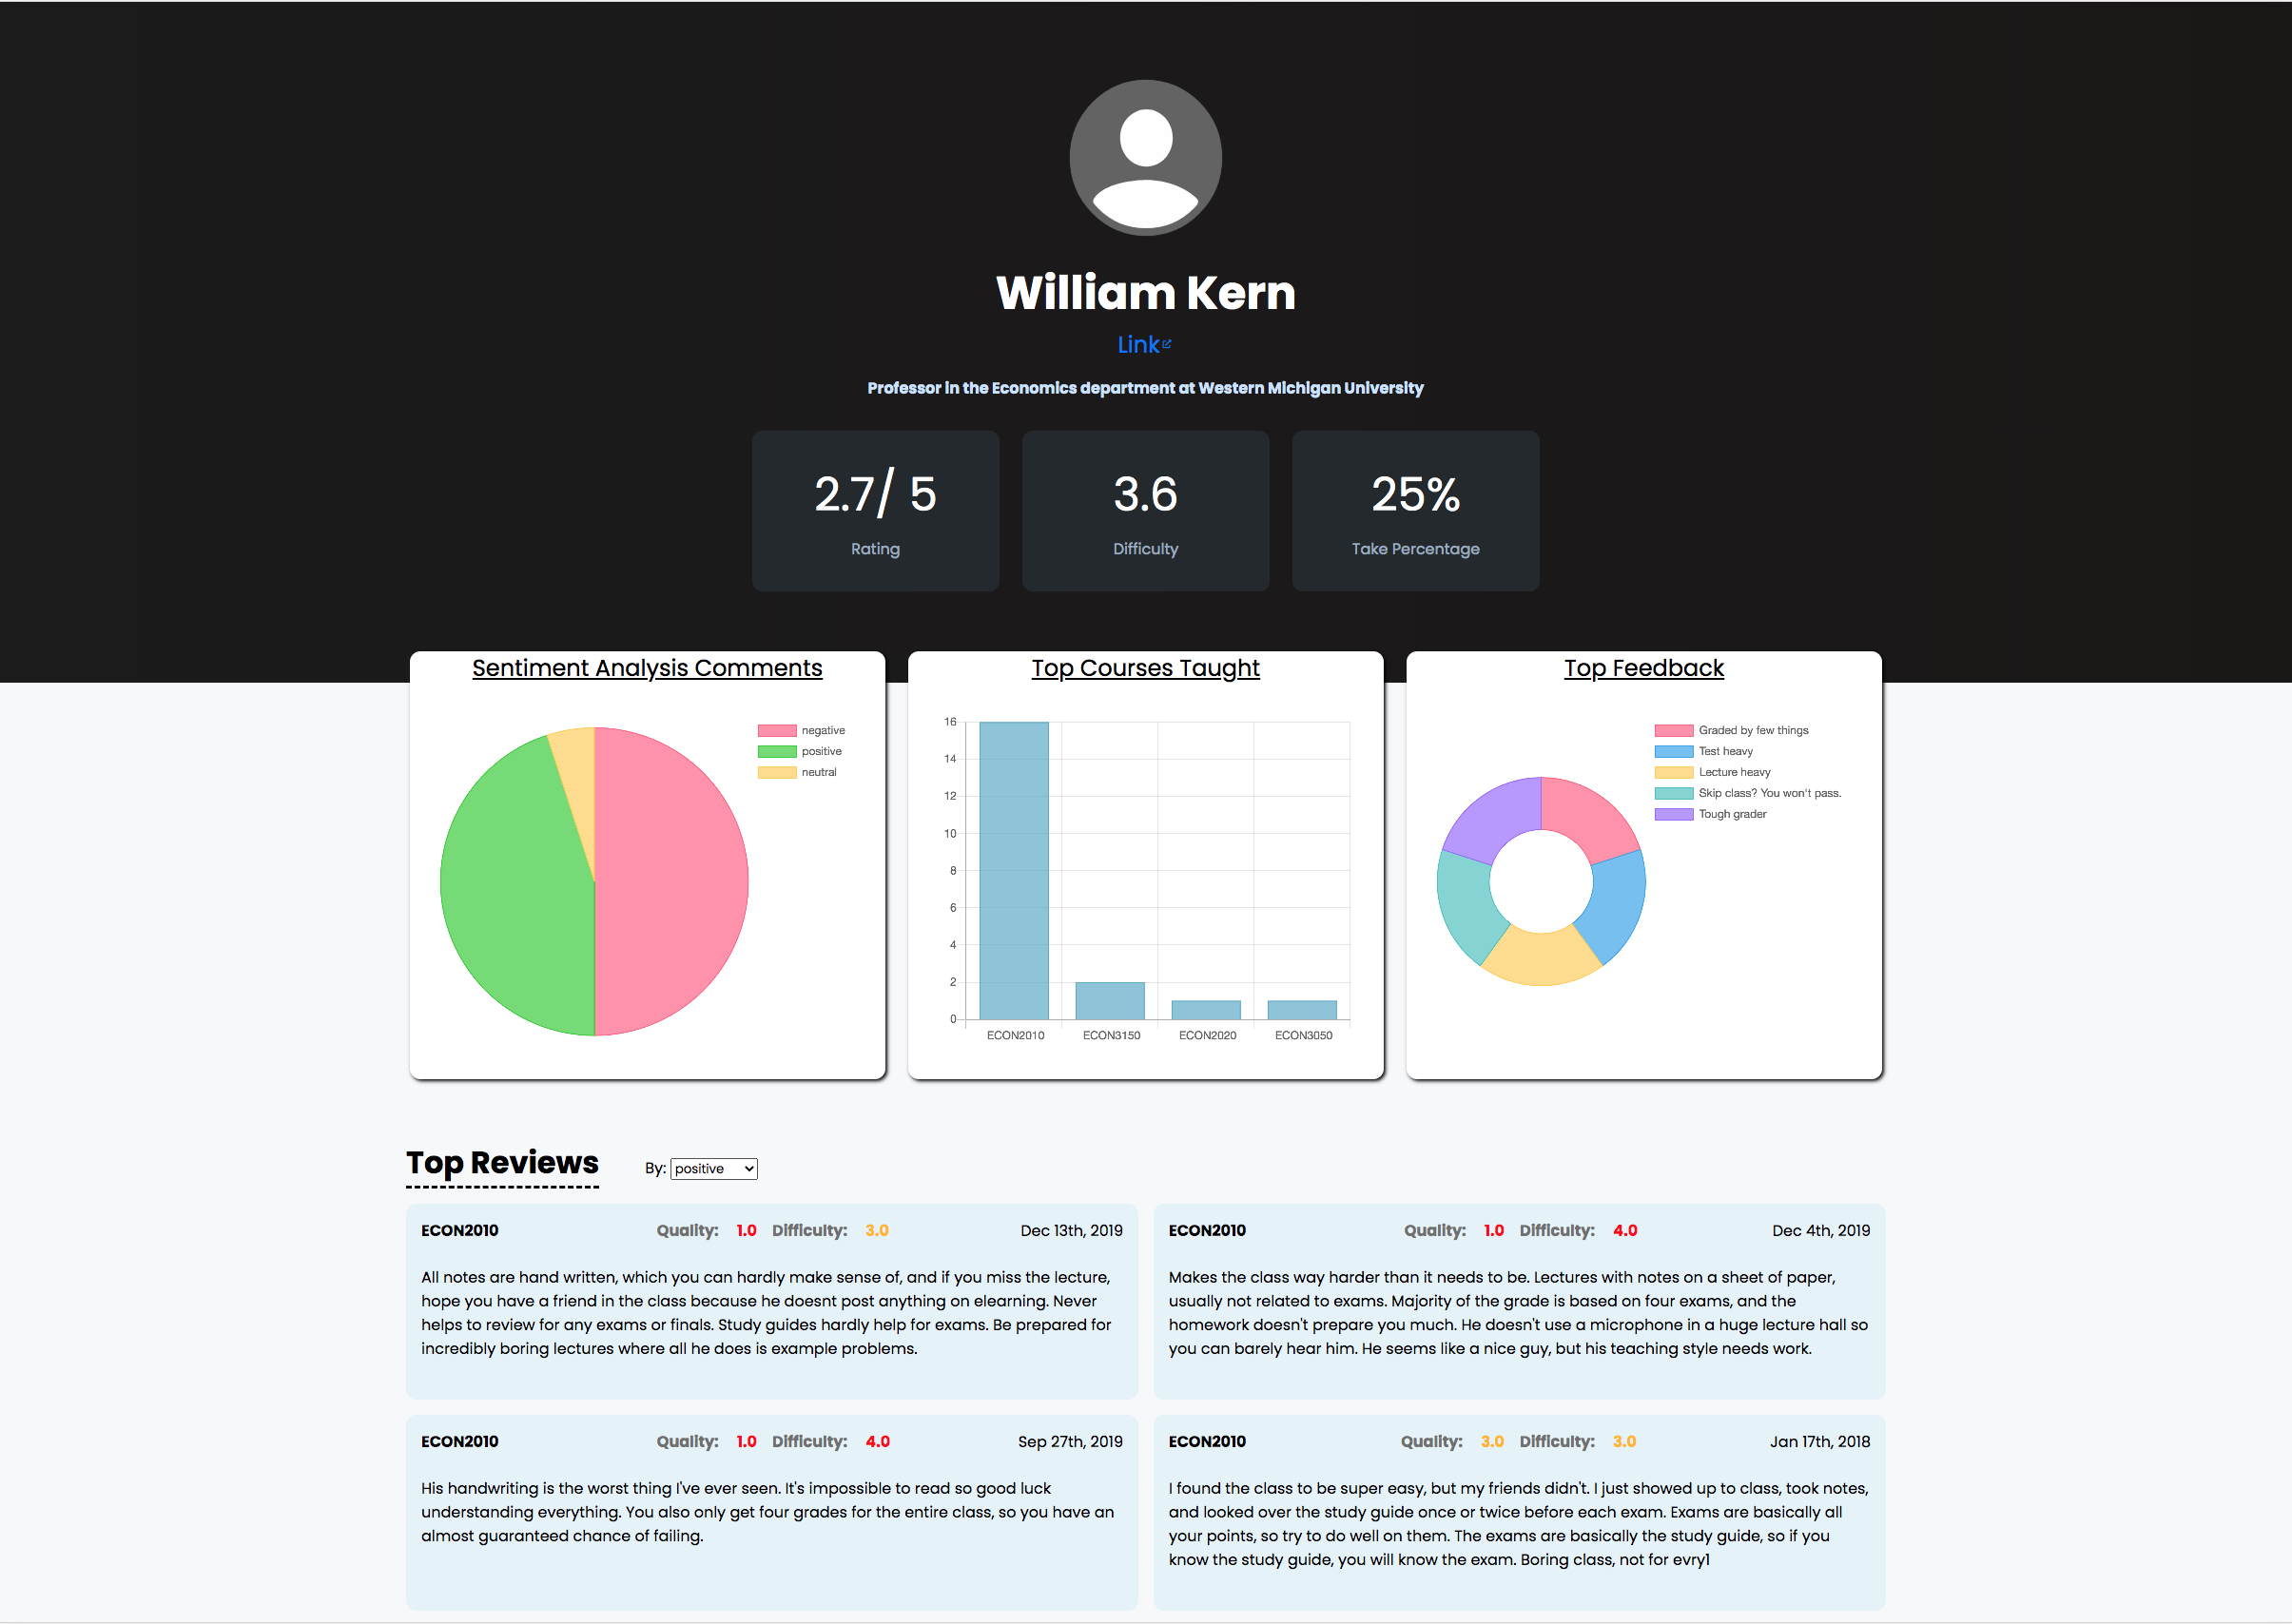 William Kern
Link
Professor in the Economics department at Western Michigan University
2.7/ 5
Rating
3.6
Difficulty
25%
Take Percentage
Sentiment Analysis Comments
negative
positive
neutral
Top Courses Taught
16
14
12
10
8
6
4
2
0
ECON2010 ECON3150 ECON2020 ECON3050
Top Feedback
Graded by few things
Test heavy
Lecture heavy
Skip class? You won't pass.
Tough grader
Top Reviews By: positive
ECON2010 Quality: 1.0 Difficulty: 3.0 Dec 13th, 2019
All notes are hand written, which you can hardly make sense of, and if you miss the lecture,
hope you have a friend in the class because he doesnt post anything on elearning. Never
helps to review for any exams or finals. Study guides hardly help for exams. Be prepared for
incredibly boring lectures where all he does is example problems.
ECON2010 Quality: 1.0 Difficulty: 4.0 Dec 4th, 2019
Makes the class way harder than it needs to be. Lectures with notes on a sheet of paper,
usually not related to exams. Majority of the grade is based on four exams, and the
homework doesn't prepare you much. He doesn't use a microphone in a huge lecture hall so
you can barely hear him. He seems like a nice guy, but his teaching style needs work.
ECON2010 Quality: 1.0 Difficulty: 4.0 Sep 27th, 2019
His handwriting is the worst thing I've ever seen. It's impossible to read so good luck
understanding everything. You also only get four grades for the entire class, so you have an
almost guaranteed chance of failing.
ECON2010 Quality: 3.0 Difficulty: 3.0 Jan 17th, 2018
I found the class to be super easy, but my friends didn't. I just showed up to class, took notes,
and looked over the study guide once or twice before each exam. Exams are basically all
your points, so try to do well on them. The exams are basically the study guide, so if you
know the study guide, you will know the exam. Boring class, not for evry1